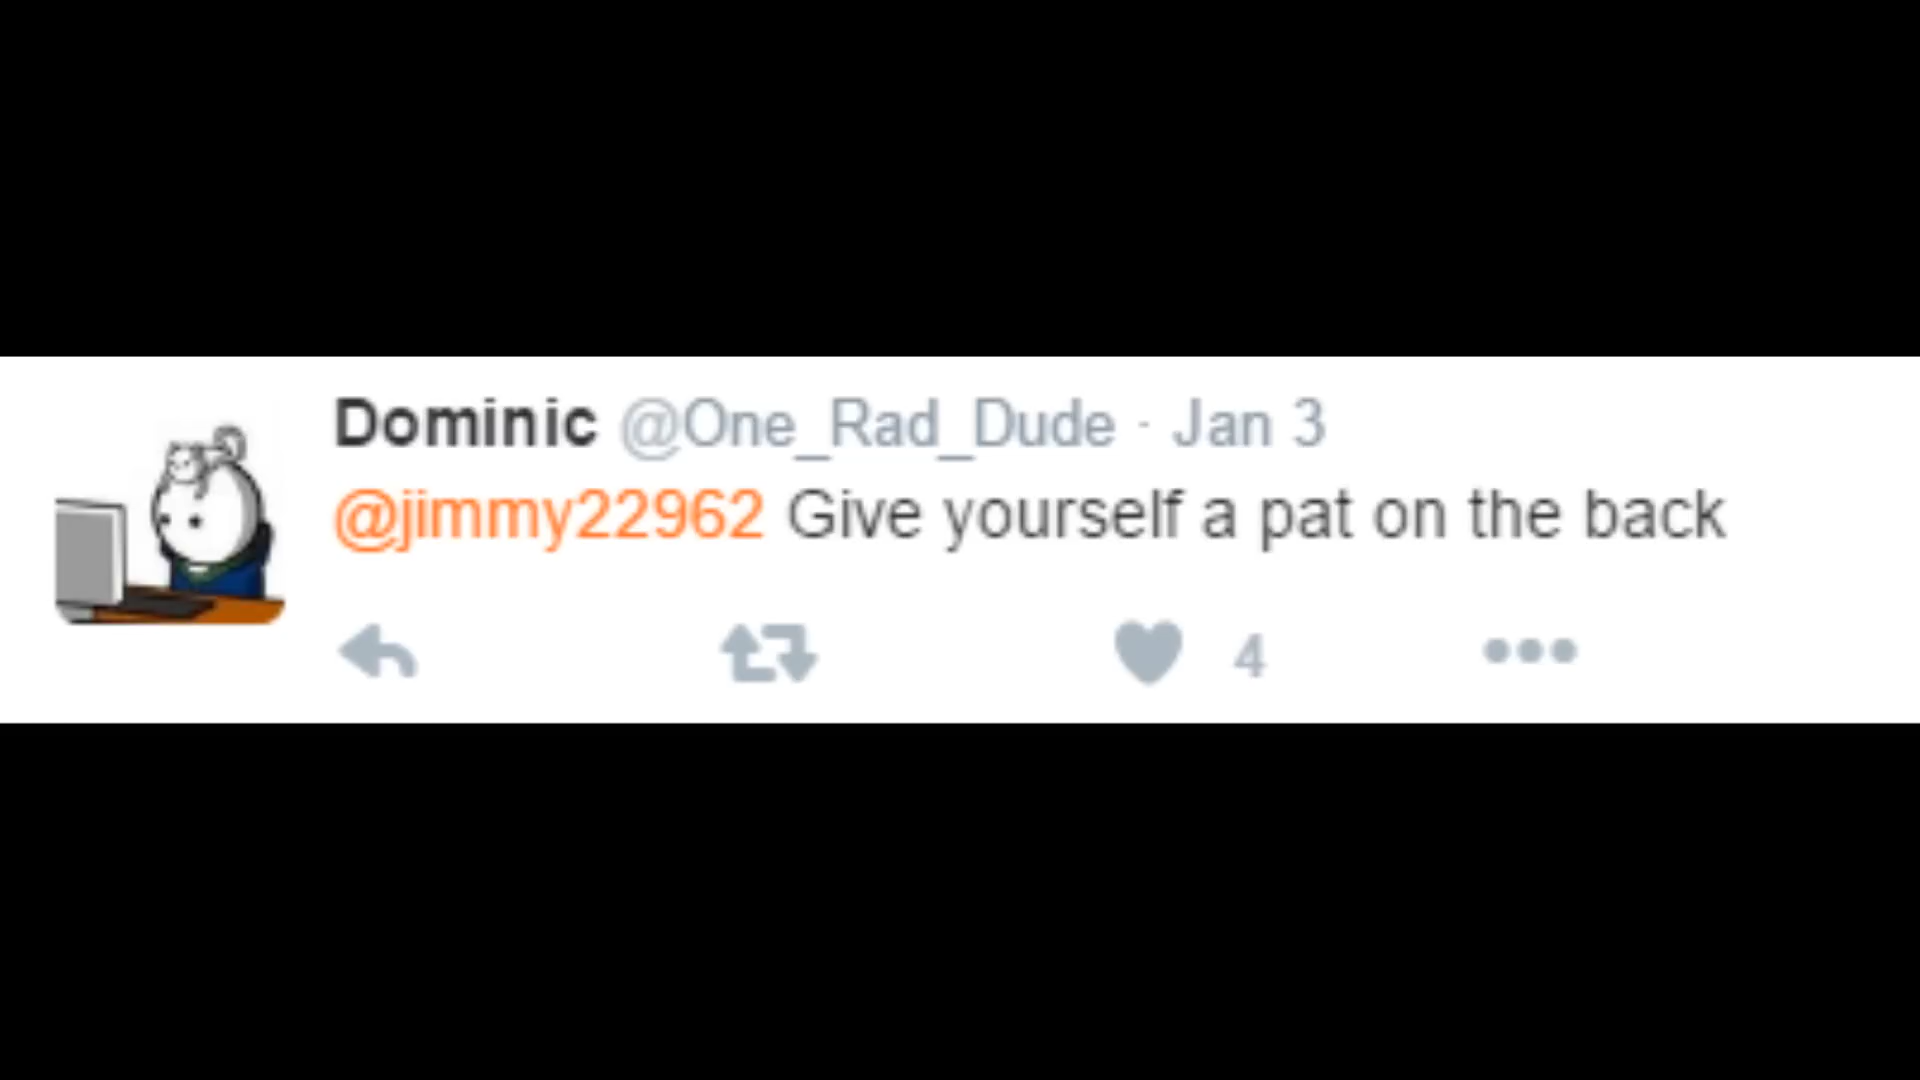 Dominic @One_Rad_Dude · Jan 3
@jimmy22962 Give yourself a pat on the back
4